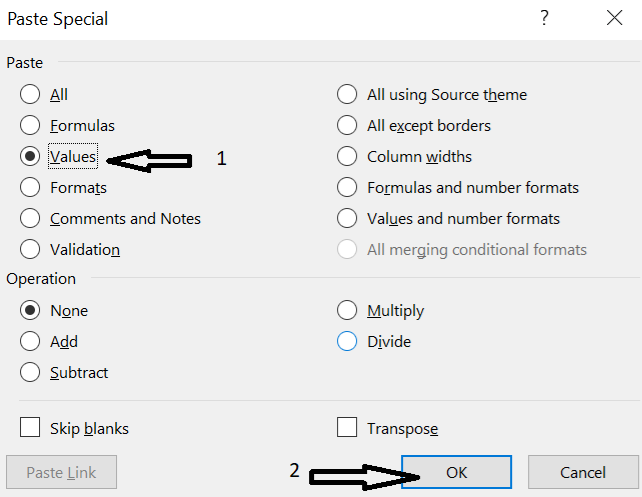 Paste Special ?
Paste
All
Formulas
Values
1
Formats
Comments and Notes
Validation
All using Source theme
All except borders
Column widths
Formulas and number formats
Values and number formats
All merging conditional formats
Operation
None
Add
Subtract
Multiply
Divide
Skip blanks
Transpose
Paste Link
2
OK
Cancel